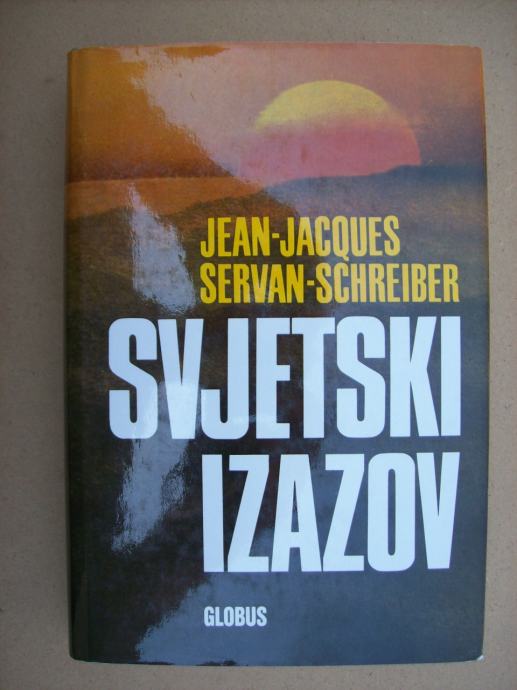 JEAN-JACQUES
SERVAN-SCHREIBER
SVJETSKI
IZAZOV
GLOBUS